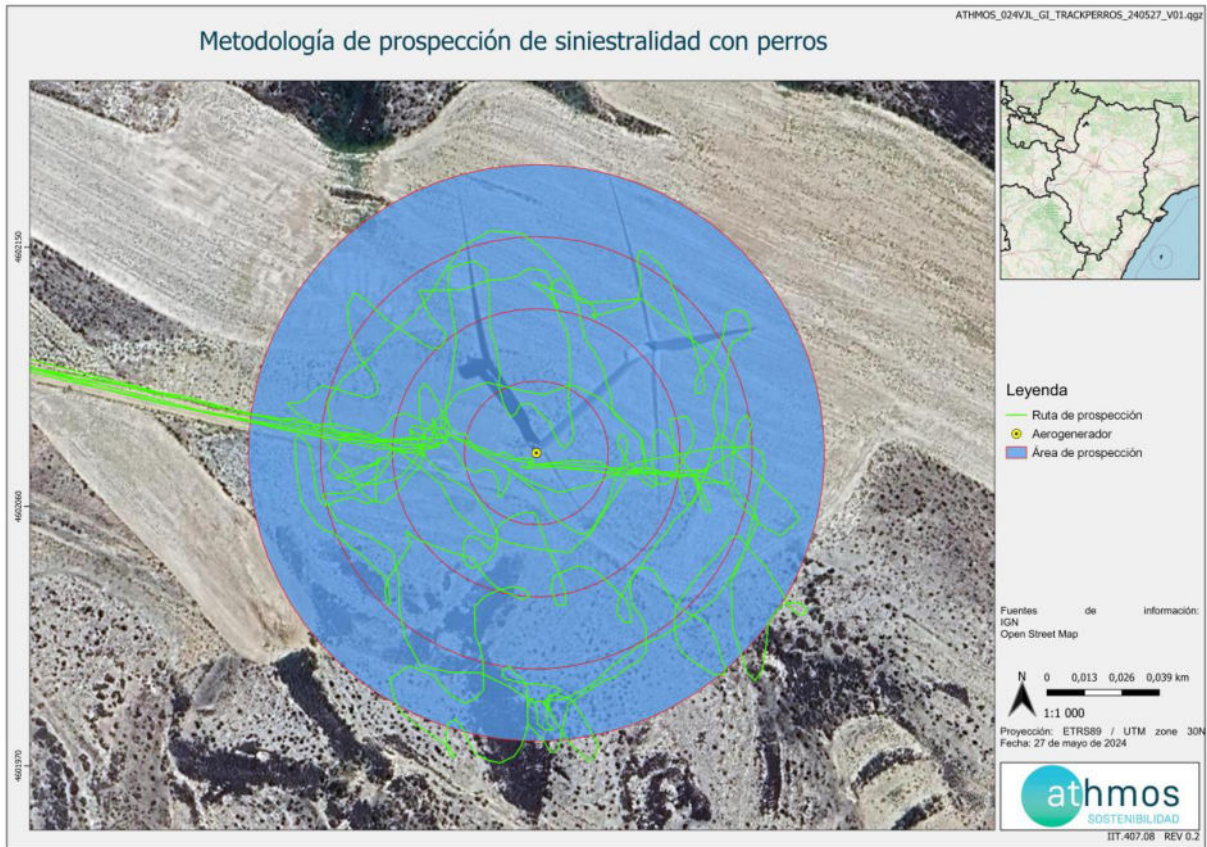 ATHMOS_024VJL_GI_TRACKPERROS_240527_V01.qgz
Metodología de prospección de siniestralidad con perros
4602150
4602060
4601970
Leyenda
Ruta de prospección
Aerogenerador
Área de prospección
Fuentes de información:
IGN
Open Street Map
N
0 0,013 0,026 0,039 km
1:1 000
Proyección: ETRS89 / UTM zone 30N
Fecha: 27 de mayo de 2024
athmos
SOSTENIBILIDAD
IIT.407.08 REV 0.2